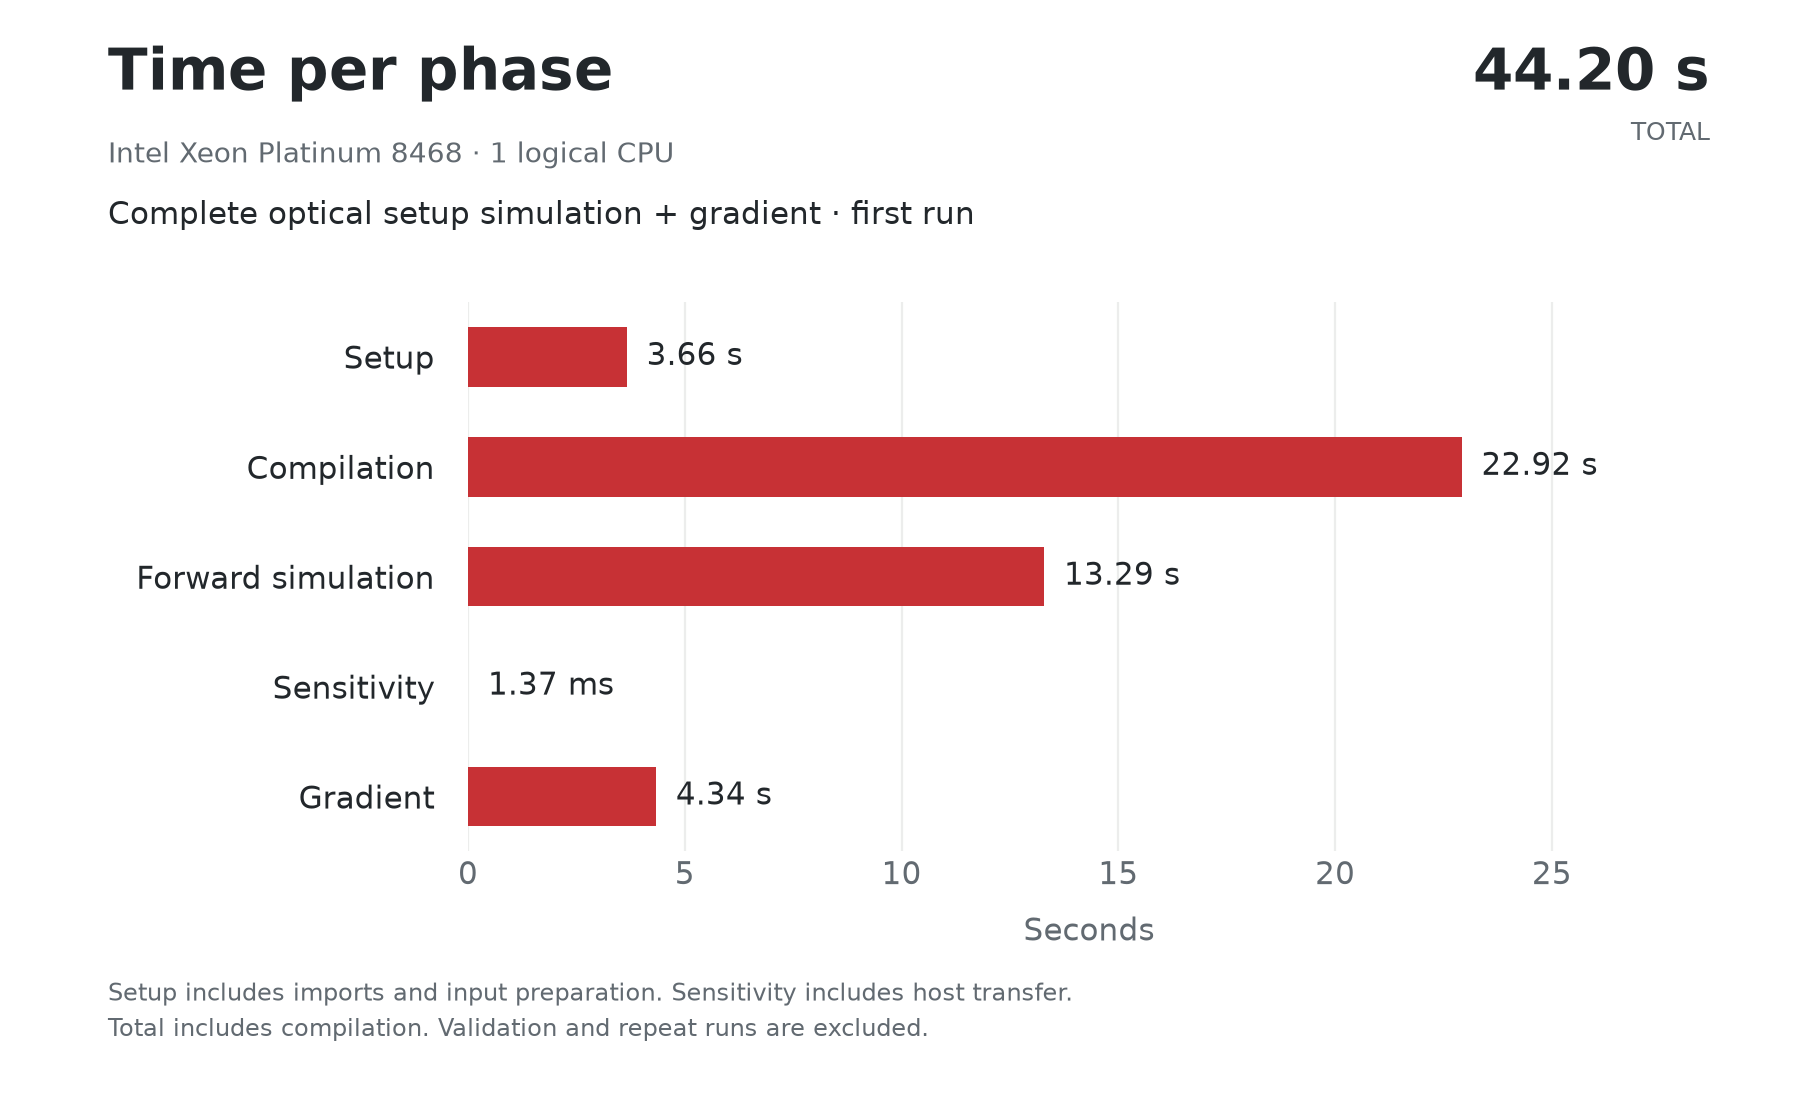 Time per phase
44.20 s
TOTAL
Intel Xeon Platinum 8468 · 1 logical CPU
Complete optical setup simulation + gradient · first run
Setup
3.66 s
Compilation
22.92 s
Forward simulation
13.29 s
Sensitivity
1.37 ms
Gradient
4.34 s
0 5 10 15 20 25
Seconds
Setup includes imports and input preparation. Sensitivity includes host transfer.
Total includes compilation. Validation and repeat runs are excluded.